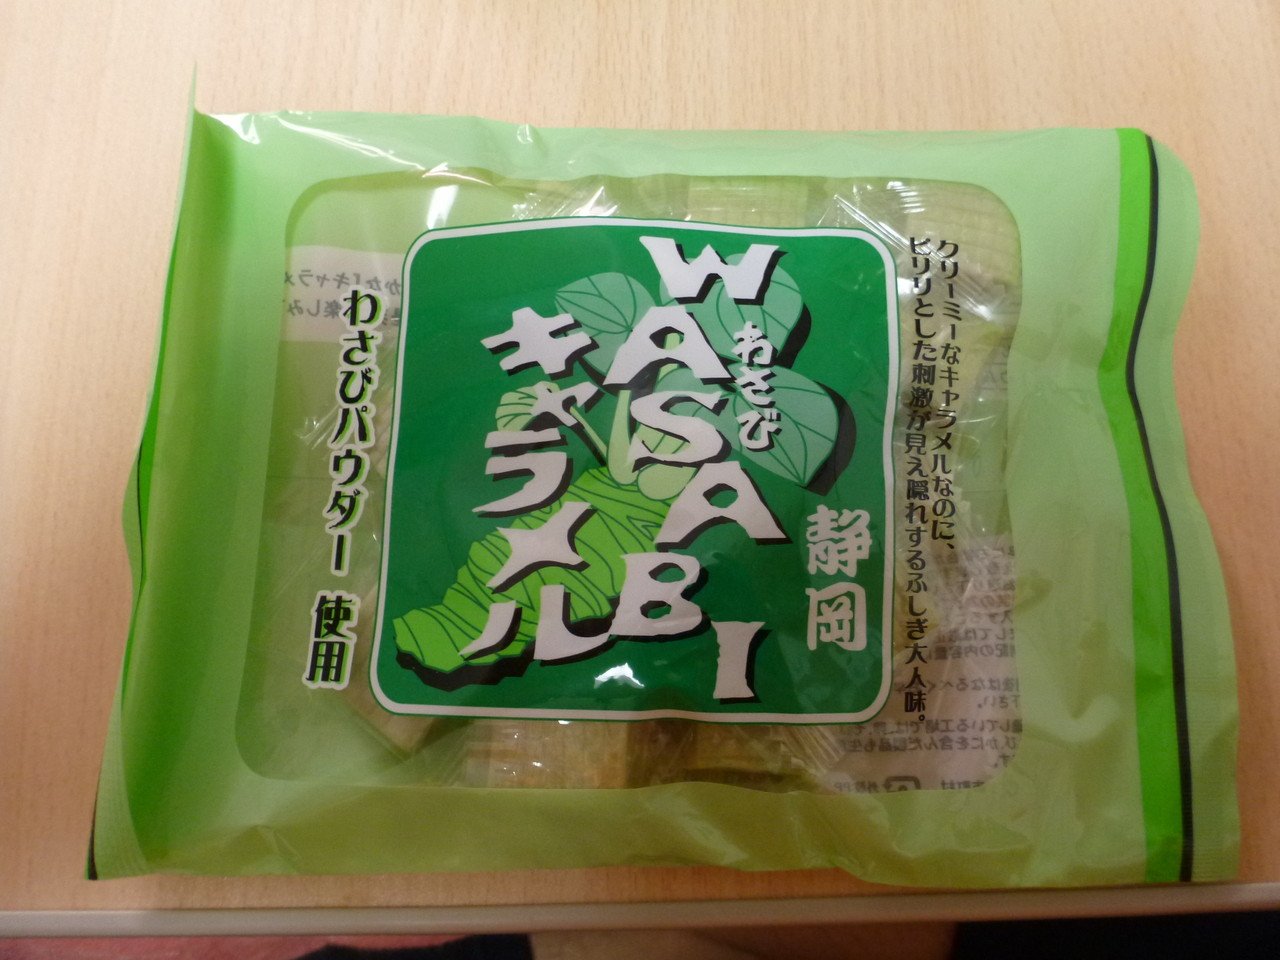 クリーミーなキャラメルなのに、
ピリリとした刺激が見え隠れするふしぎ大人味。
静岡
わさび
WASABI
キャラメル
わさびパウダー 使用